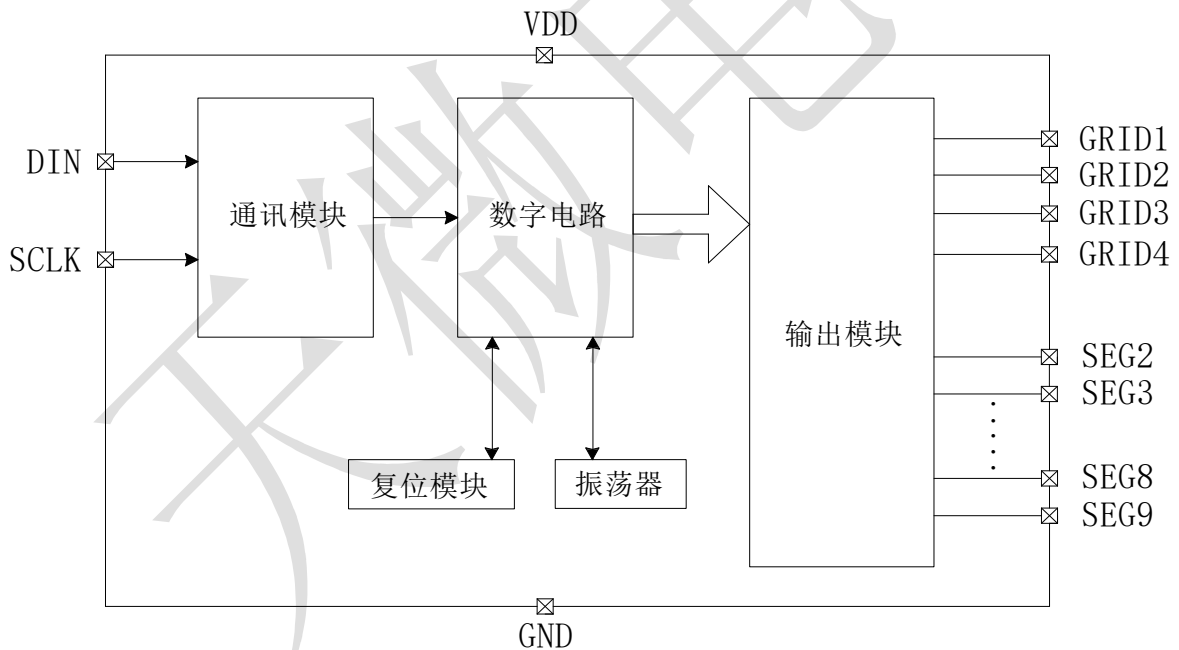 VDD
DIN
SCLK
通讯模块
数字电路
输出模块
复位模块
振荡器
GRID1
GRID2
GRID3
GRID4
SEG2
SEG3
SEG8
SEG9
GND
天微电